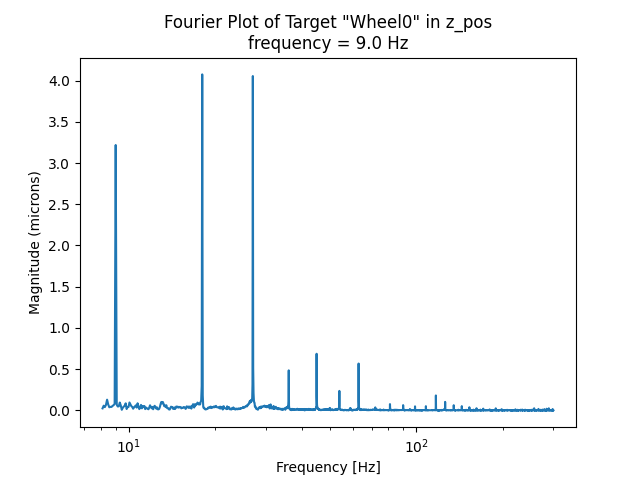 Fourier Plot of Target "Wheel0" in z_pos
frequency = 9.0 Hz
4.0
3.5
3.0
2.5
2.0
1.5
1.0
0.5
0.0
Magnitude (microns)
10¹
10²
Frequency [Hz]